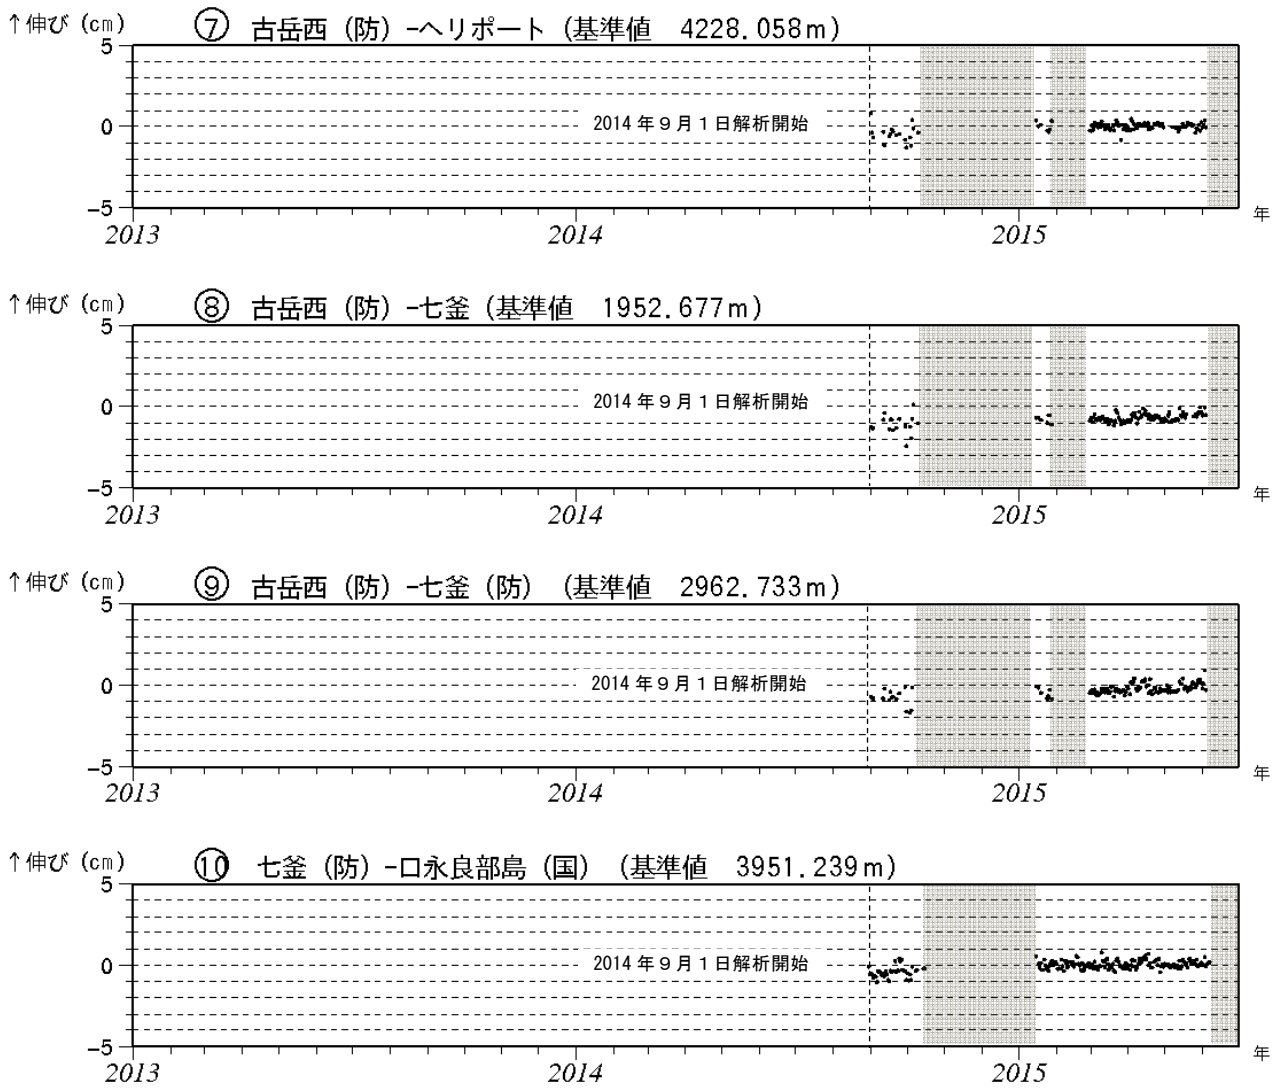 ↑伸び (cm) ⑦ 古岳西 (防) -ヘリポート (基準値 4228.058m)
5
2014年9月1日解析開始
0
-5
年
2013 2014 2015
↑伸び (cm) ⑧ 古岳西 (防) -七釜 (基準値 1952.677m)
5
2014年9月1日解析開始
0
-5
年
2013 2014 2015
↑伸び (cm) ⑨ 古岳西 (防) -七釜 (防) (基準値 2962.733m)
5
2014年9月1日解析開始
0
-5
年
2013 2014 2015
↑伸び (cm) ⑩ 七釜 (防) -口永良部島 (国) (基準値 3951.239m)
5
2014年9月1日解析開始
0
-5
年
2013 2014 2015